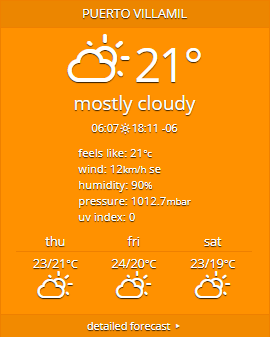 PUERTO VILLAMIL
21°
mostly cloudy
06:07 18:11 -06
feels like: 21°c
wind: 12km/h se
humidity: 90%
pressure: 1012.7mbar
uv index: 0
thu fri sat
23/21°C 24/20°C 23/19°C
detailed forecast ▸